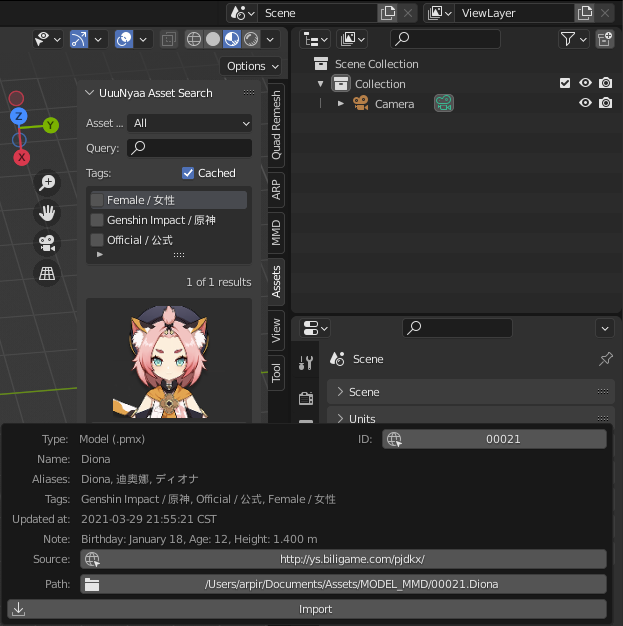 Scene
ViewLayer
Options
UuuNyaa Asset Search
Asset ...
All
Query:
Tags:
Cached
Female / 女性
Genshin Impact / 原神
Official / 公式
1 of 1 results
Quad Remesh
ARP
MMD
Assets
View
Tool
Z
Y
X
Scene Collection
Collection
Camera
Scene
Scene
Units
Type: Model (.pmx)
ID: 00021
Name: Diona
Aliases: Diona, 迪奥娜, ディオナ
Tags: Genshin Impact / 原神, Official / 公式, Female / 女性
Updated at: 2021-03-29 21:55:21 CST
Note: Birthday: January 18, Age: 12, Height: 1.400 m
Source: http://ys.biligame.com/pjdkx/
Path: /Users/arpir/Documents/Assets/MODEL_MMD/00021.Diona
Import